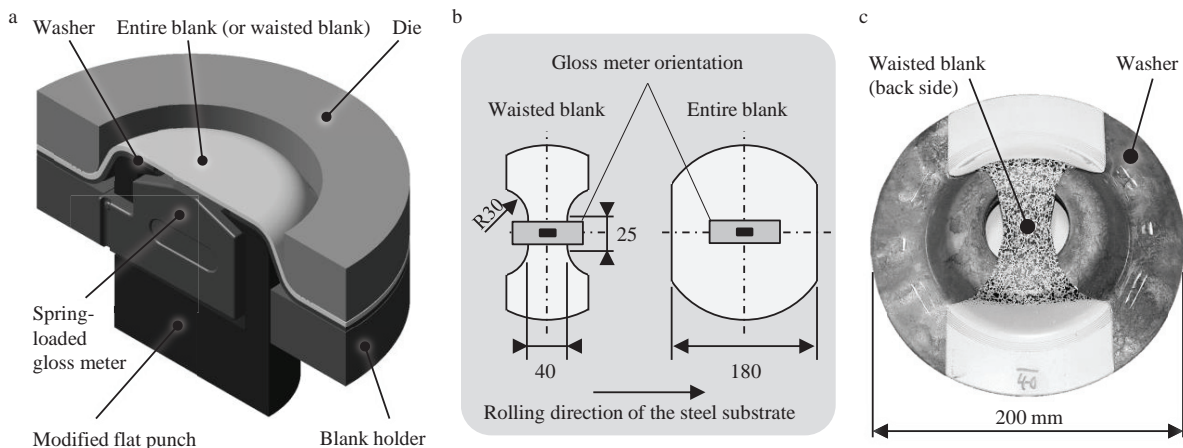 a
Washer
Entire blank (or waisted blank)
Die
Spring-
loaded
gloss meter
Modified flat punch
Blank holder
b
Gloss meter orientation
Waisted blank
Entire blank
R30
25
40
180
Rolling direction of the steel substrate
c
Waisted blank
(back side)
Washer
40
200 mm